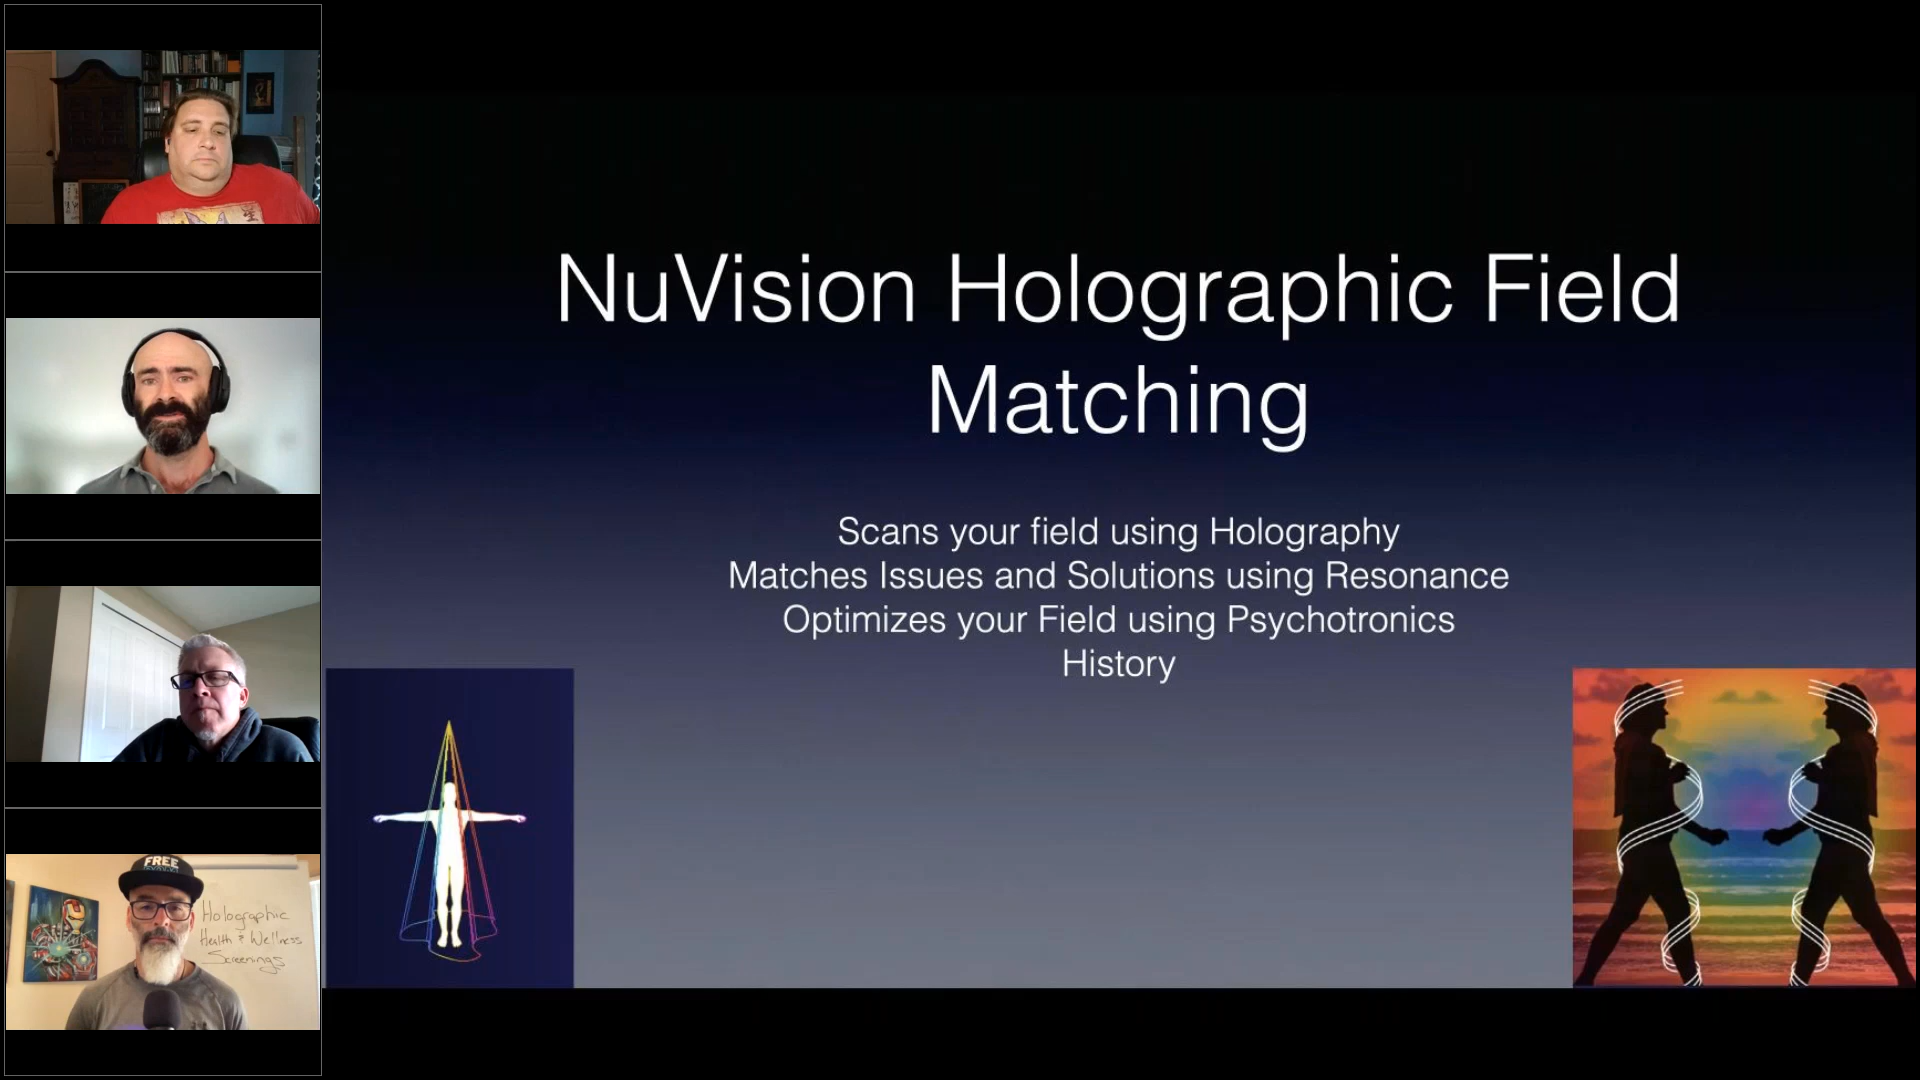 NuVision Holographic Field
Matching
Scans your field using Holography
Matches Issues and Solutions using Resonance
Optimizes your Field using Psychotronics
History
FREE
Holographic
Health & Wellness
Screenings